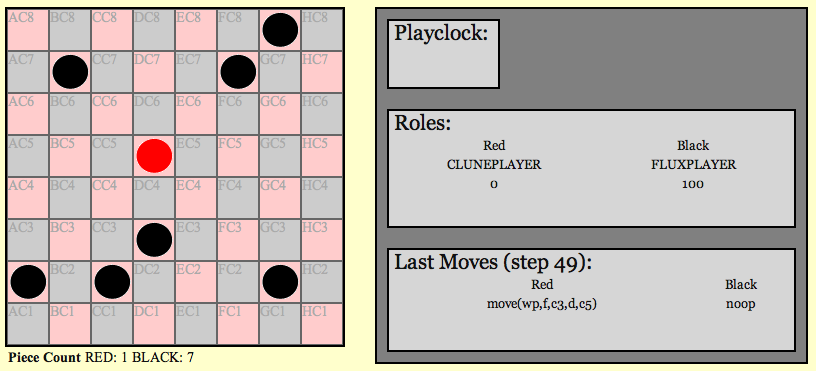 AC8 BC8 CC8 DC8 EC8 FC8 HC8
AC7 CC7 DC7 EC7 GC7 HC7
AC6 BC6 CC6 DC6 EC6 FC6 GC6 HC6
AC5 BC5 CC5 EC5 FC5 GC5 HC5
AC4 BC4 CC4 DC4 EC4 FC4 GC4 HC4
AC3 BC3 CC3 EC3 FC3 GC3 HC3
BC2 DC2 EC2 FC2 HC2
AC1 BC1 CC1 DC1 EC1 FC1 GC1 HC1
Piece Count RED: 1 BLACK: 7
Playclock:
Roles:
Red Black
CLUNEPLAYER FLUXPLAYER
0 100
Last Moves (step 49):
Red Black
move(wp,f,c3,d,c5) noop